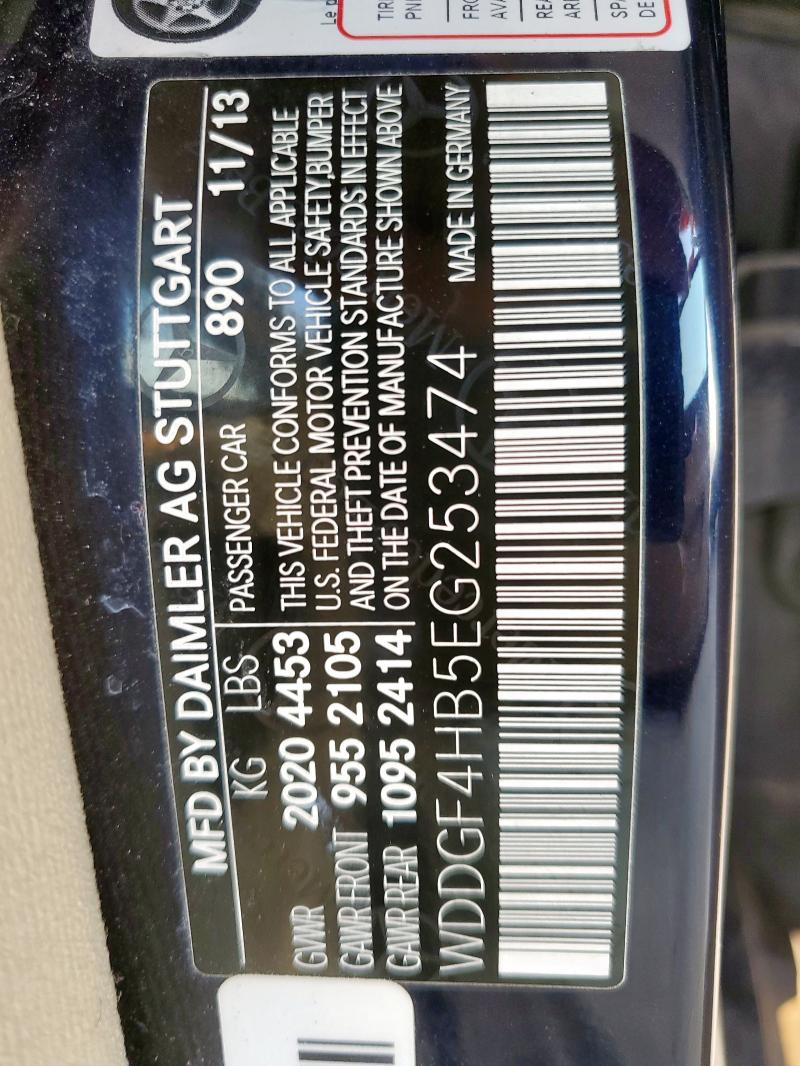 MFD BY DAIMLER AG STUTTGART
KG LBS PASSENGER CAR 890 11/13
GVWR 2020 4453 THIS VEHICLE CONFORMS TO ALL APPLICABLE
U.S. FEDERAL MOTOR VEHICLE SAFETY,BUMPER
GAWR FRONT 955 2105 AND THEFT PREVENTION STANDARDS IN EFFECT
GAWR REAR 1095 2414 ON THE DATE OF MANUFACTURE SHOWN ABOVE
WDDGF4HB5EG253474 MADE IN GERMANY